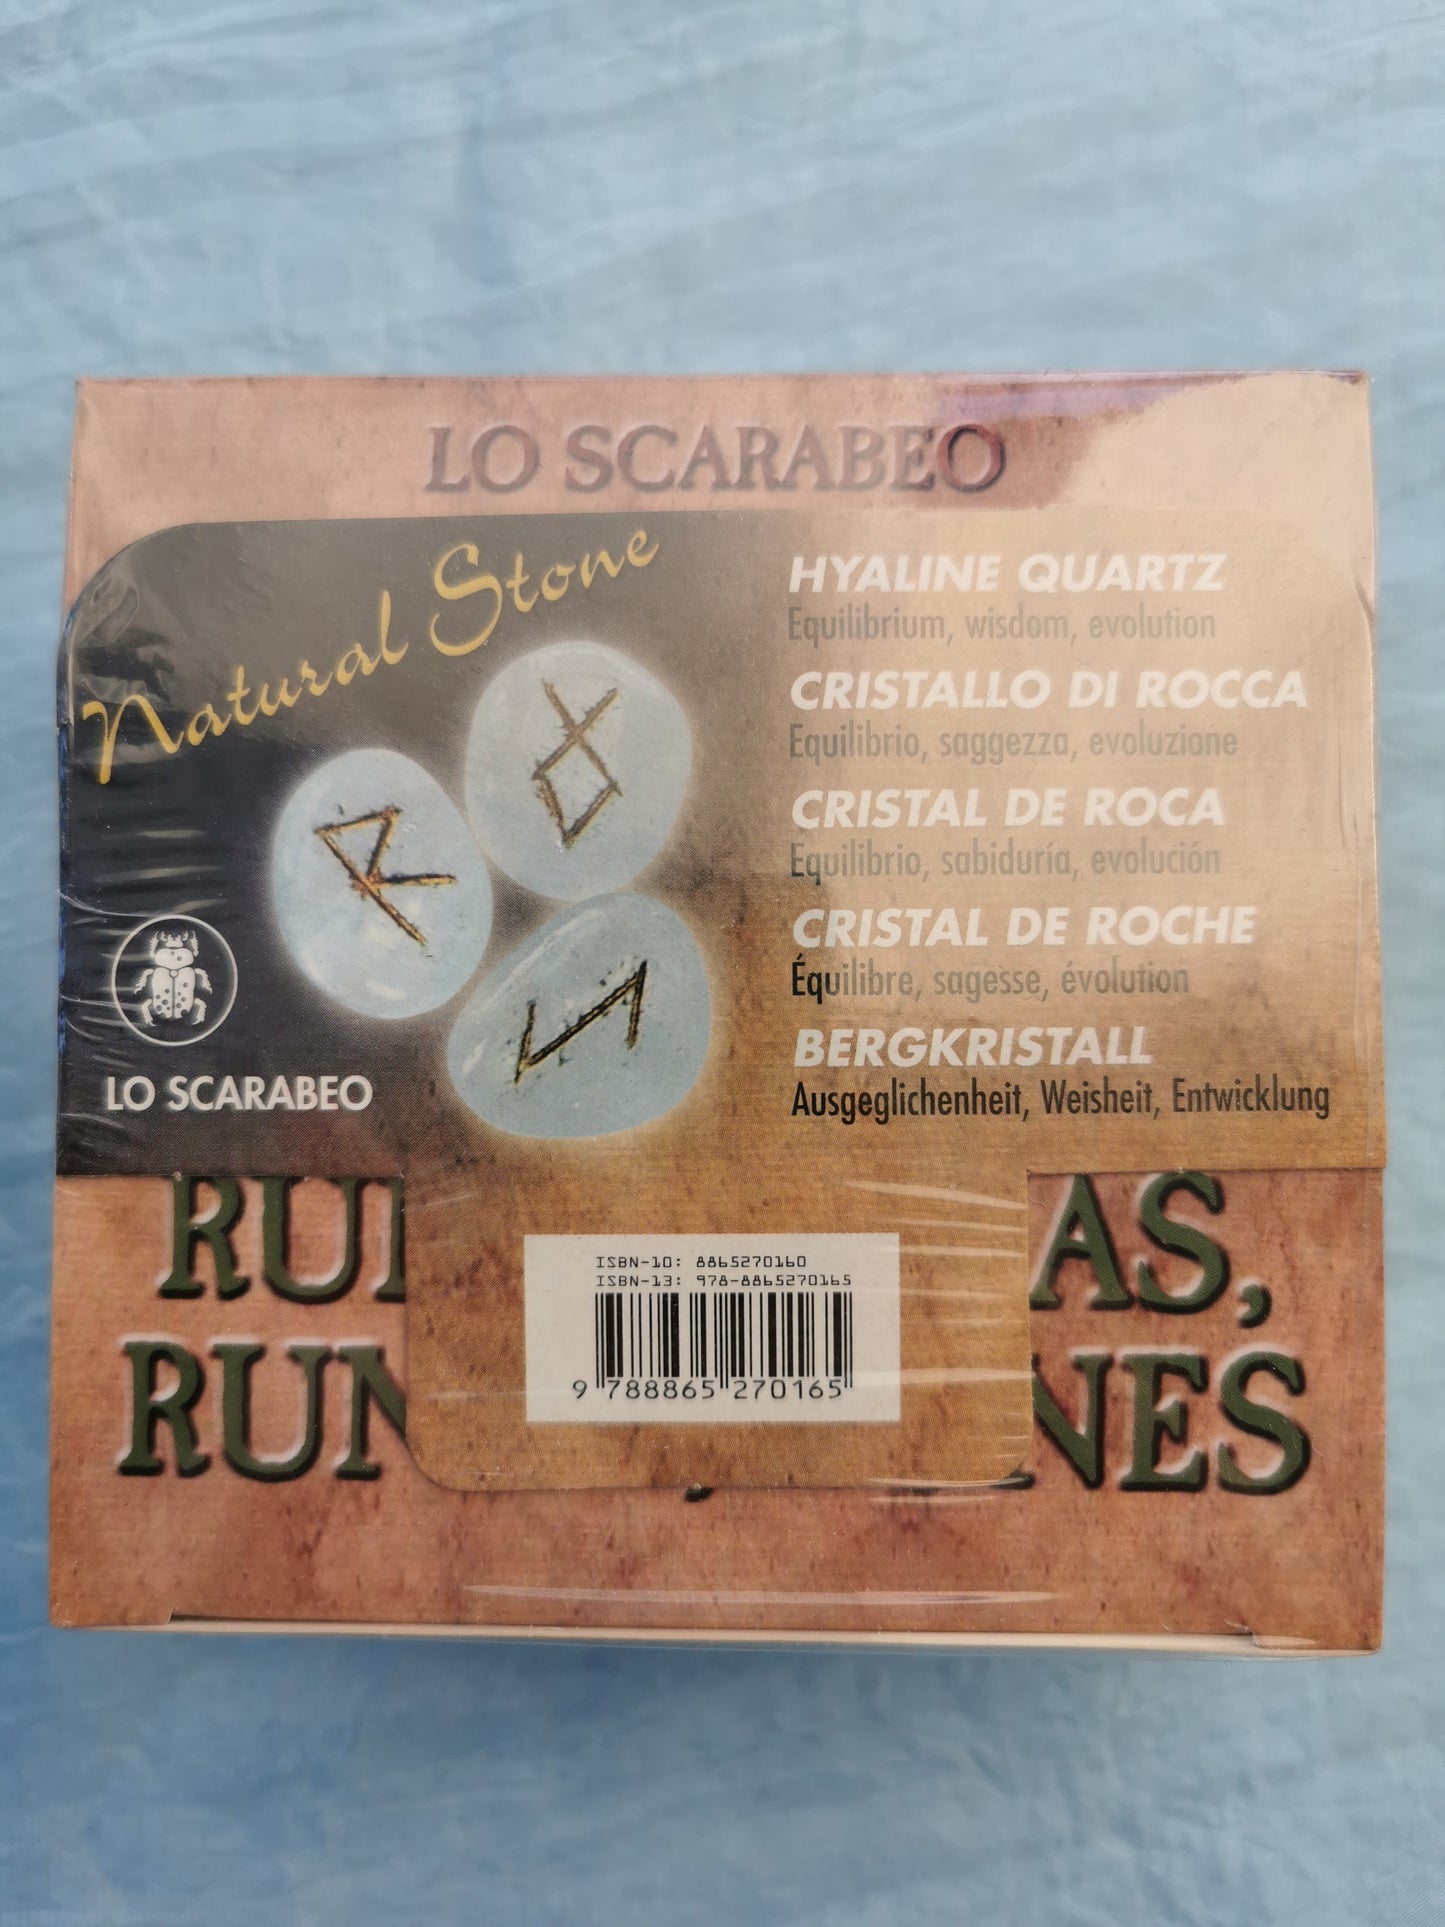 LO SCARABEO
Natural Stone
HYALINE QUARTZ
Equilibrium, wisdom, evolution
CRISTALLO DI ROCCA
Equilibrio, saggezza, evoluzione
CRISTAL DE ROCA
Equilibrio, sabiduría, evolución
CRISTAL DE ROCHE
Équilibre, sagesse, évolution
BERGKRISTALL
Ausgeglichenheit, Weisheit, Entwicklung
LO SCARABEO
ISBN-10: 8865270160
ISBN-13: 978-8865270165
9 788865 270165